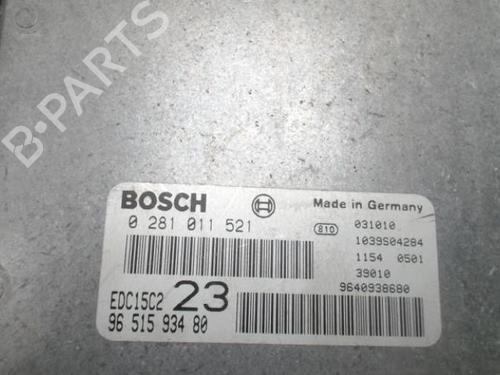 BOSCH
Made in Germany
0 281 011 521
810
031010
1039S04284
1154 0501
39010
9640938680
EDC15C2 23
96 515 934 80
B-PARTS